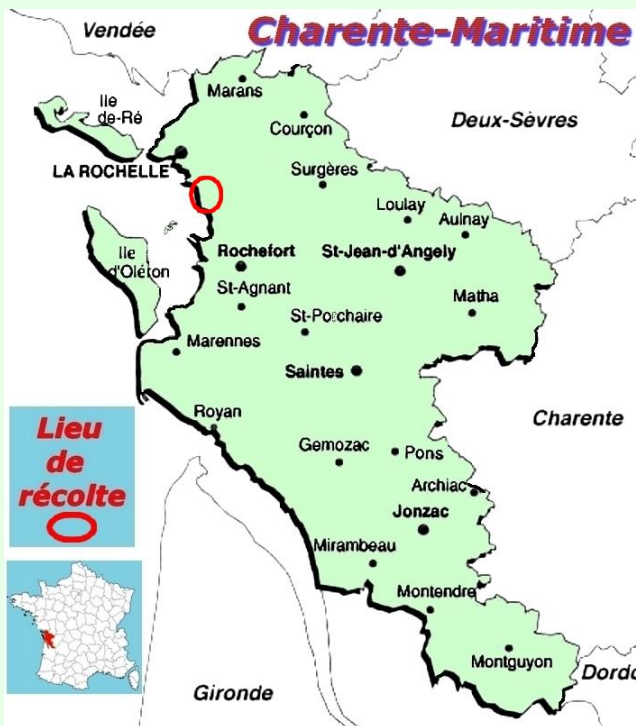 Charente-Maritime
Vendée
Marans
Ile
de-Ré
Courçon
Deux-Sèvres
LA ROCHELLE
Surgères
Loulay
Aulnay
Ile
d'Oléron
Rochefort
St-Jean-d'Angely
St-Agnant
Matha
St-Porchaire
Marennes
Saintes
Royan
Charente
Lieu
de
récolte
Gemozac
Pons
Archiac
Jonzac
Mirambeau
Montendre
Montguyon
Gironde
Dordo